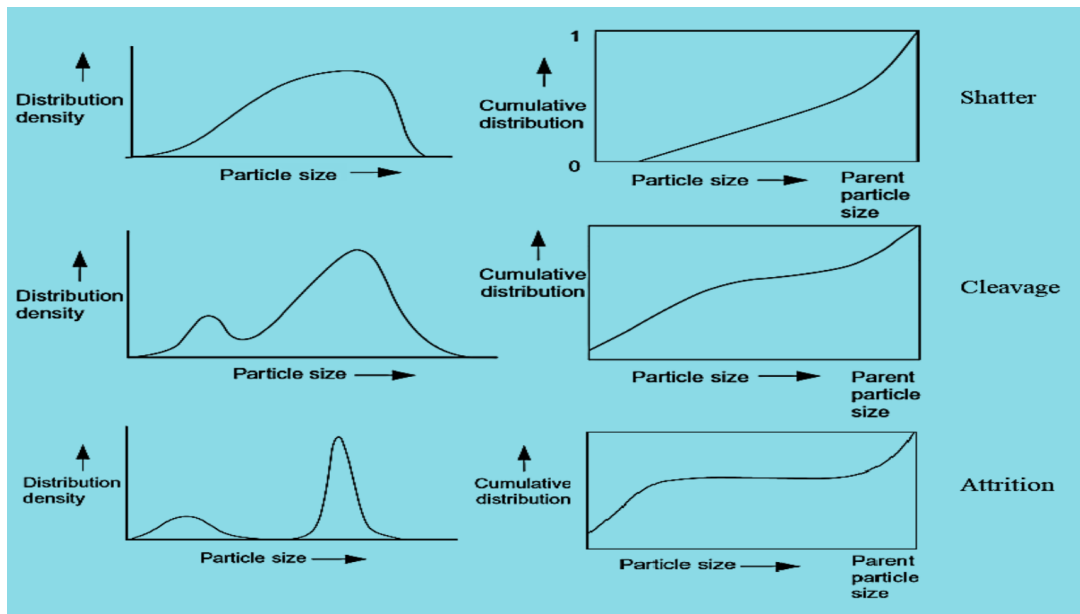 Distribution
density
Particle size
1
Cumulative
distribution
0
Particle size
Parent
particle
size
Shatter
Distribution
density
Particle size
Cumulative
distribution
Particle size
Parent
particle
size
Cleavage
Distribution
density
Particle size
Cumulative
distribution
Particle size
Parent
particle
size
Attrition